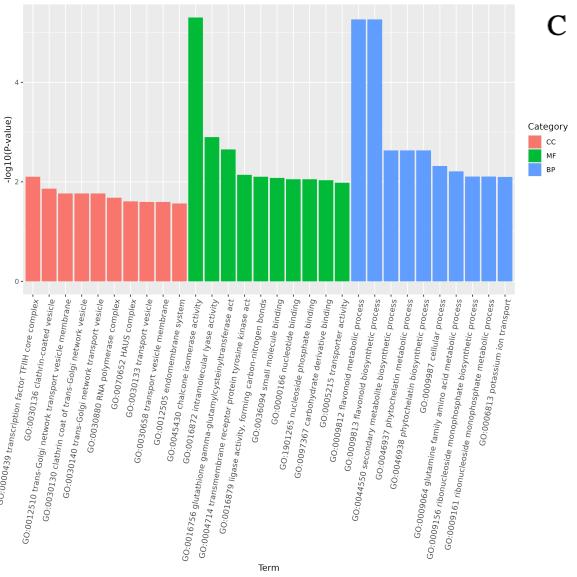 C
-log10(P-value)
4
2
0
Category
CC
MF
BP
transcription factor TFIIH core complex
GO:0030136 clathrin-coated vesicle
GO:0012510 trans-Golgi network transport vesicle membrane
GO:0030130 clathrin coat of trans-Golgi network vesicle
GO:0030140 trans-Golgi network transport vesicle
GO:0030880 RNA polymerase complex
GO:0070652 HAUS complex
GO:0030133 transport vesicle
GO:0030658 transport vesicle membrane
GO:0012505 endomembrane system
GO:0045430 chalcone isomerase activity
GO:0016872 intramolecular lyase activity
GO:0016756 glutathione gamma-glutamylcysteinyltransferase act
GO:0004714 transmembrane receptor protein tyrosine kinase act
GO:0016879 ligase activity, forming carbon-nitrogen bonds
GO:0036094 small molecule binding
GO:0000166 nucleotide binding
GO:1901265 nucleoside phosphate binding
GO:0097367 carbohydrate derivative binding
GO:0005215 transporter activity
GO:0009812 flavonoid metabolic process
GO:0009813 flavonoid biosynthetic process
GO:0044550 secondary metabolite biosynthetic process
GO:0046937 phytochelatin metabolic process
GO:0046938 phytochelatin biosynthetic process
GO:0009987 cellular process
GO:0009064 glutamine family amino acid metabolic process
GO:0009156 ribonucleoside monophosphate biosynthetic process
GO:0009161 ribonucleoside monophosphate metabolic process
GO:0006813 potassium ion transport
Term